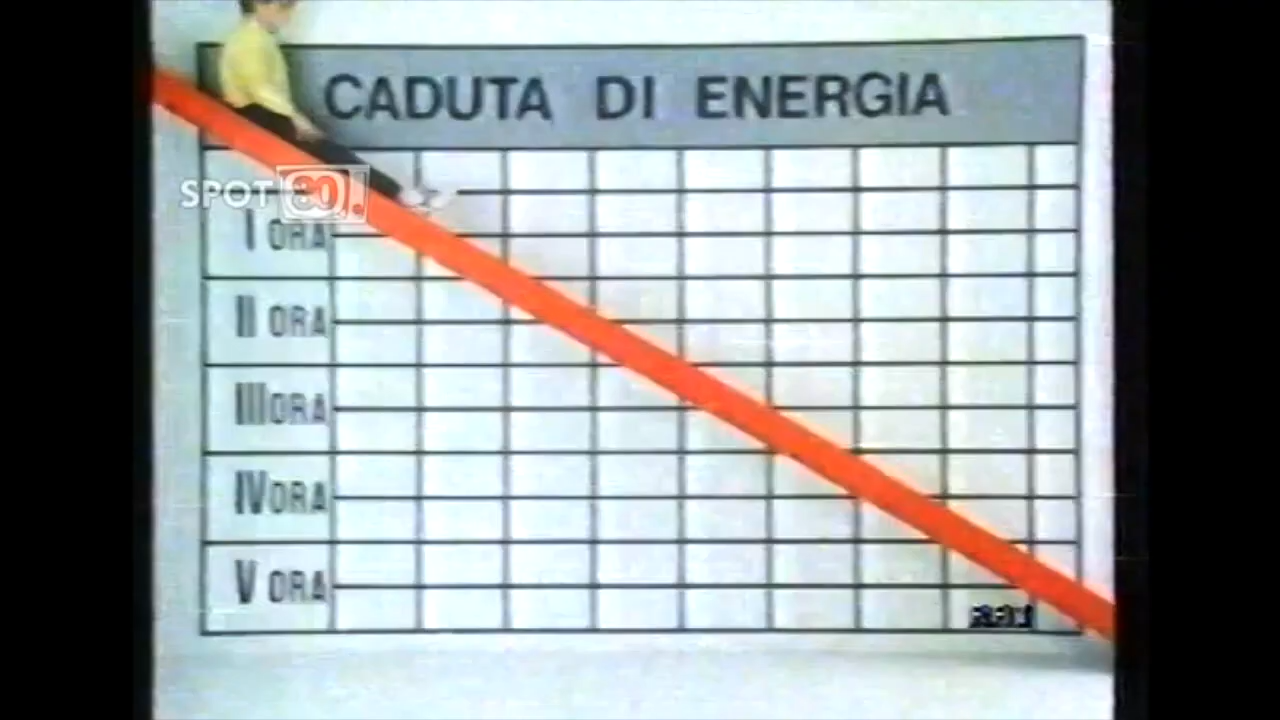 CADUTA DI ENERGIA
SPOT 80
I ORA
II ORA
III ORA
IV ORA
V ORA